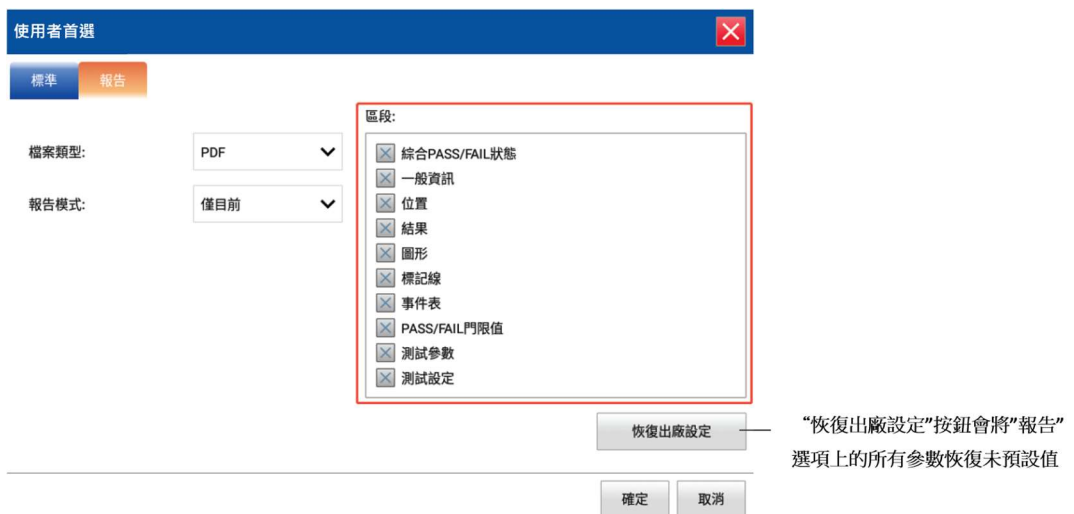 使用者首選
標準
報告
檔案類型:
PDF
報告模式:
僅目前
區段:
綜合PASS/FAIL狀態
一般資訊
位置
結果
圖形
標記線
事件表
PASS/FAIL門限值
測試參數
測試設定
恢復出廠設定
“恢復出廠設定”按鈕會將”報告”
選項上的所有參數恢復未預設值
確定
取消